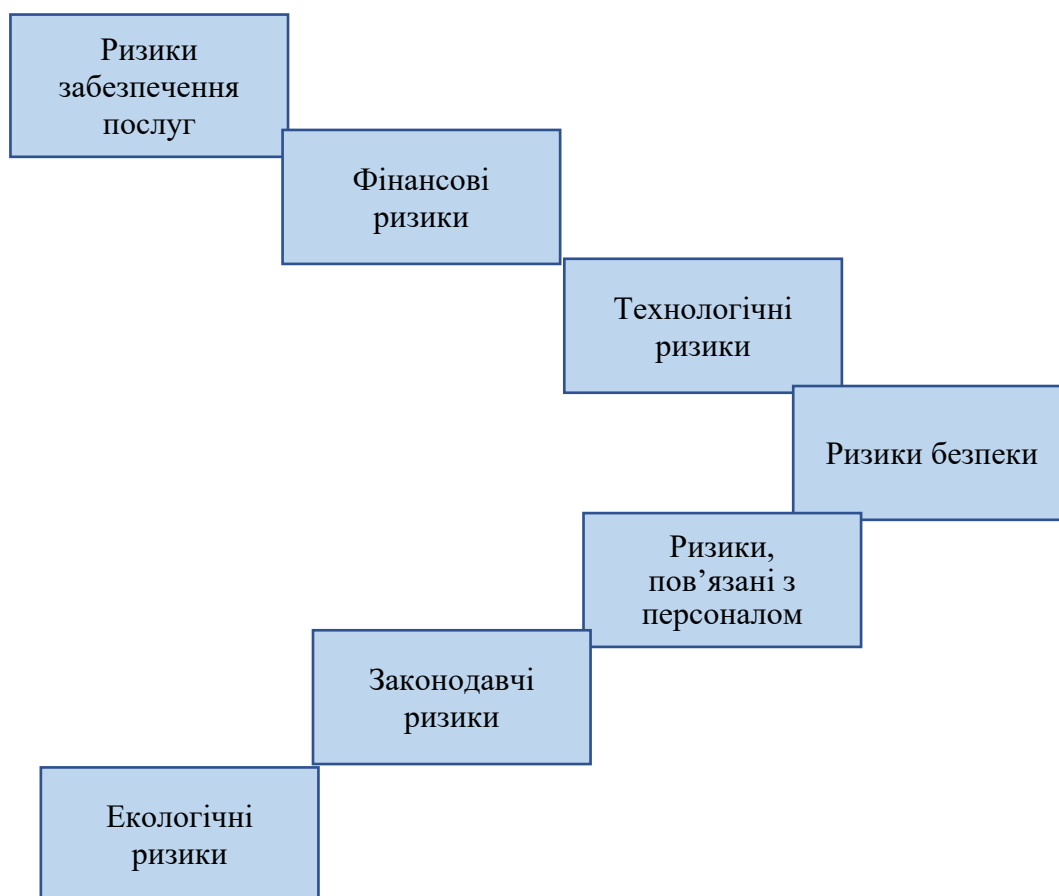 Ризики
забезпечення
послуг
Фінансові
ризики
Технологічні
ризики
Ризики безпеки
Ризики,
пов’язані з
персоналом
Законодавчі
ризики
Екологічні
ризики